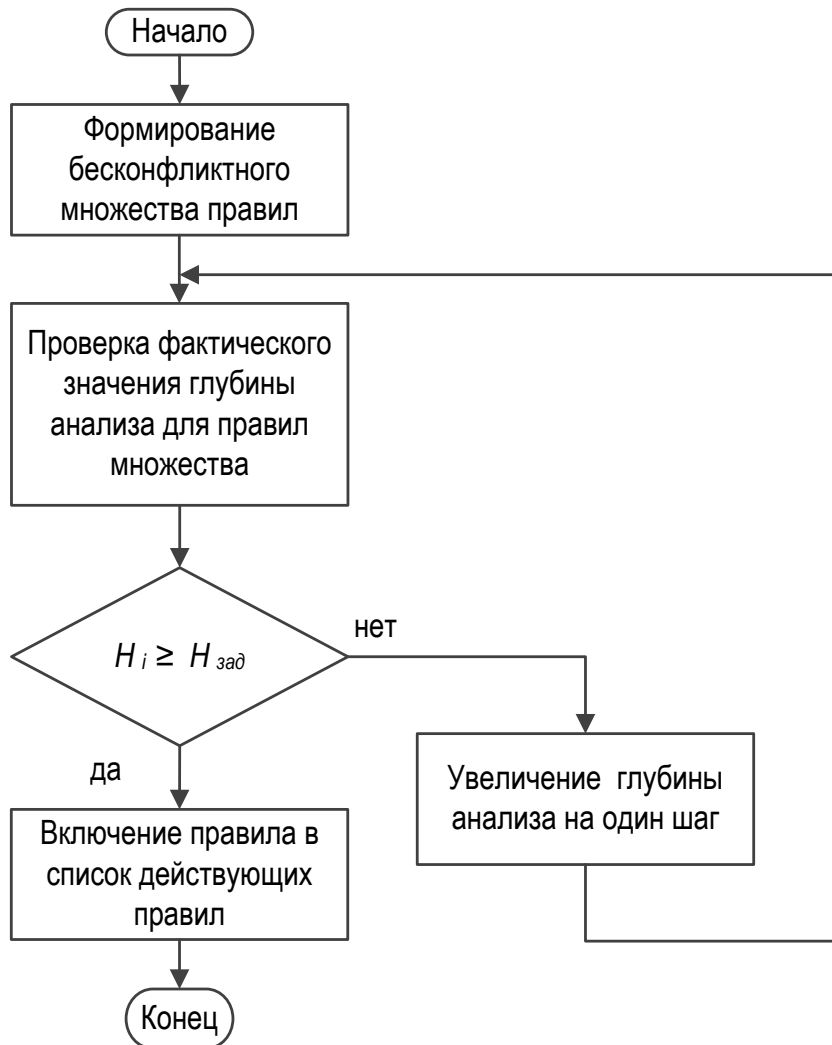 Начало
Формирование
бесконфликтного
множества правил
Проверка фактического
значения глубины
анализа для правил
множества
H i ≥ H зад
нет
да
Увеличение глубины
анализа на один шаг
Включение правила в
список действующих
правил
Конец